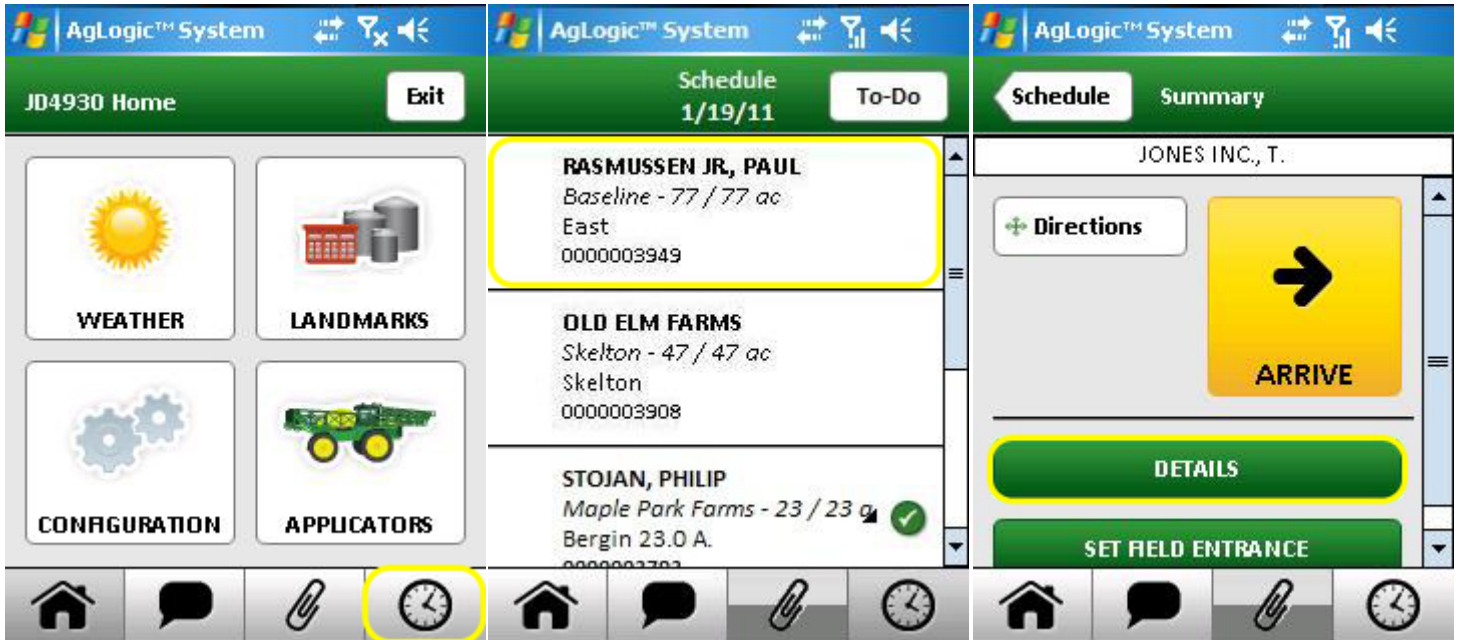 AgLogic™ System
JD4930 Home
Exit
WEATHER
LANDMARKS
CONFIGURATION
APPLICATORS
AgLogic™ System
Schedule
1/19/11
To-Do
RASMUSSEN JR., PAUL
Baseline - 77 / 77 ac
East
0000003949
OLD ELM FARMS
Skelton - 47 / 47 ac
Skelton
0000003908
STOJAN, PHILIP
Maple Park Farms - 23 / 23 a
Bergin 23.0 A.
AgLogic™ System
Schedule
Summary
JONES INC., T.
Directions
ARRIVE
DETAILS
SET FIELD ENTRANCE